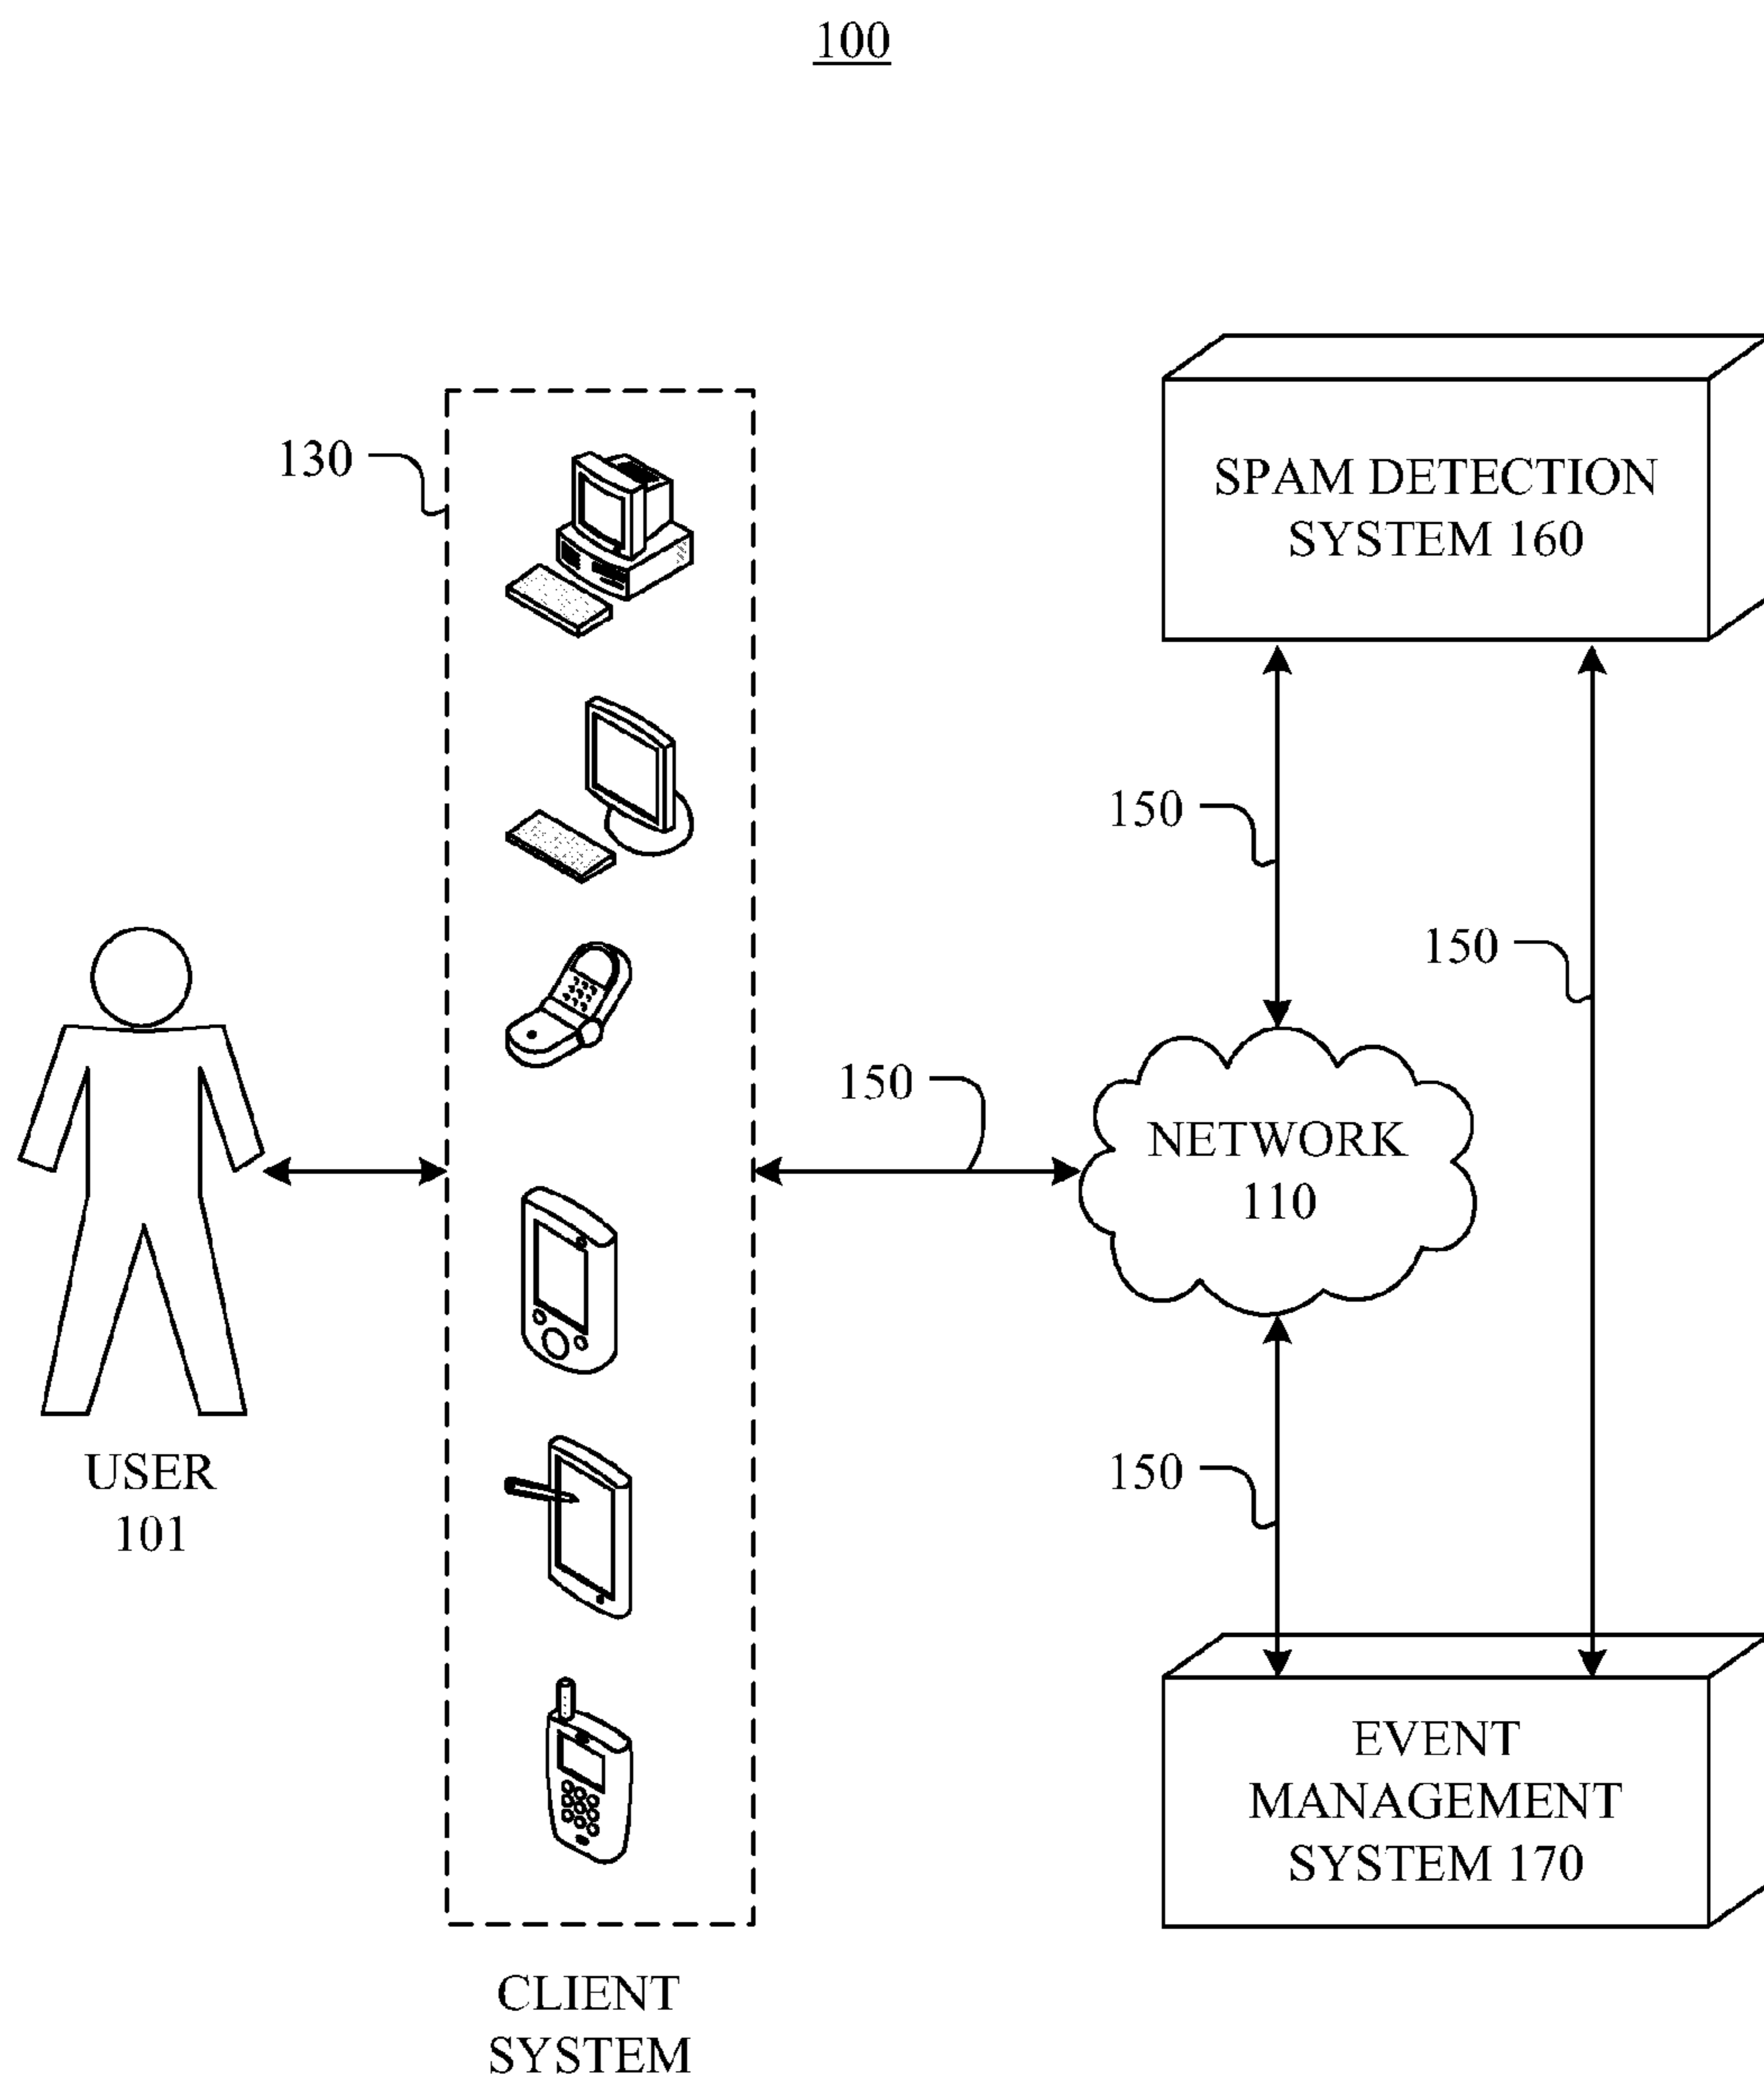 100
130
SPAM DETECTION
SYSTEM 160
150
150
150
NETWORK
110
USER
101
150
EVENT
MANAGEMENT
SYSTEM 170
CLIENT
SYSTEM